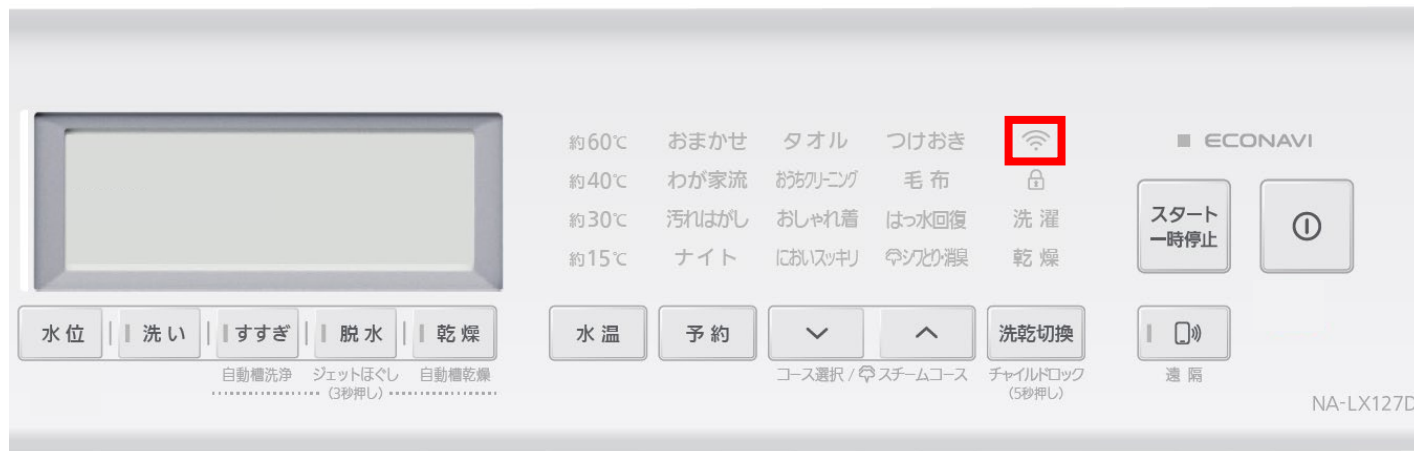 約60℃ おまかせ タオル つけおき
ECONAVI
約40℃ わが家流 おうちクリーニング 毛布
約30℃ 汚れはがし おしゃれ着 はっ水回復 洗濯
約15℃ ナイト においスッキリ シワとり・消臭 乾燥
スタート
一時停止
水位 洗い すすぎ 脱水 乾燥 水温 予約 洗乾切換
自動槽洗浄 ジェットほぐし 自動槽乾燥
(3秒押し)
コース選択 / スチームコース
チャイルドロック
(5秒押し)
遠隔
NA-LX127D